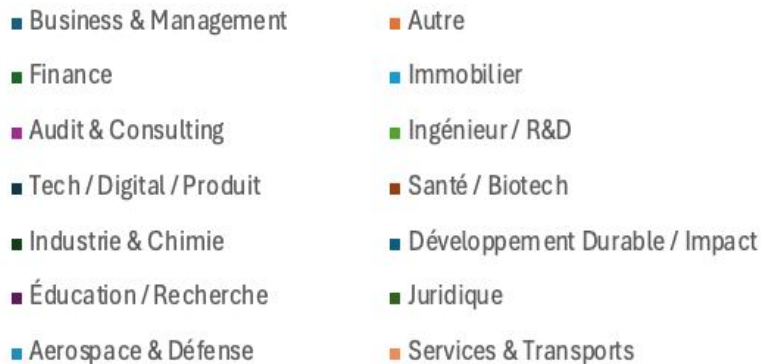 Business & Management
Autre
Finance
Immobilier
Audit & Consulting
Ingénieur / R&D
Tech / Digital / Produit
Santé / Biotech
Industrie & Chimie
Développement Durable / Impact
Éducation / Recherche
Juridique
Aerospace & Défense
Services & Transports